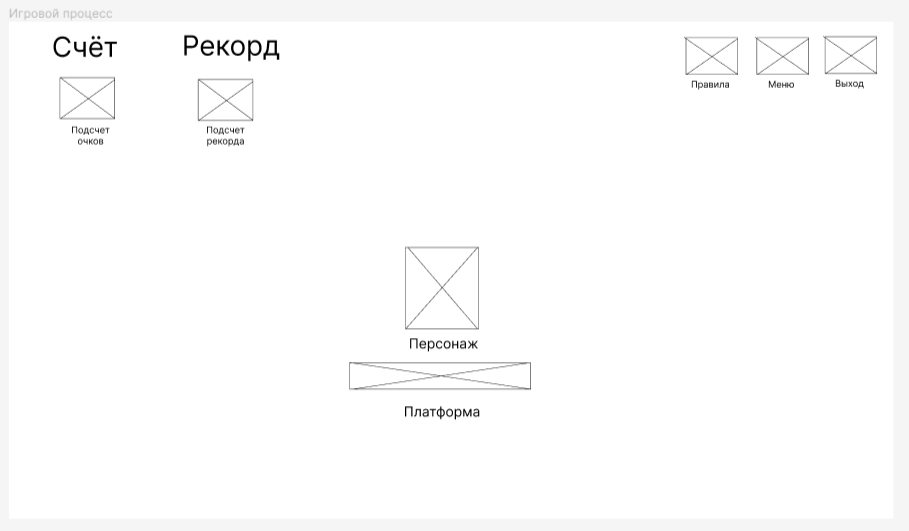 Игровой процесс
Счёт
Рекорд
Правила
Меню
Выход
Подсчет
очков
Подсчет
рекорда
Персонаж
Платформа